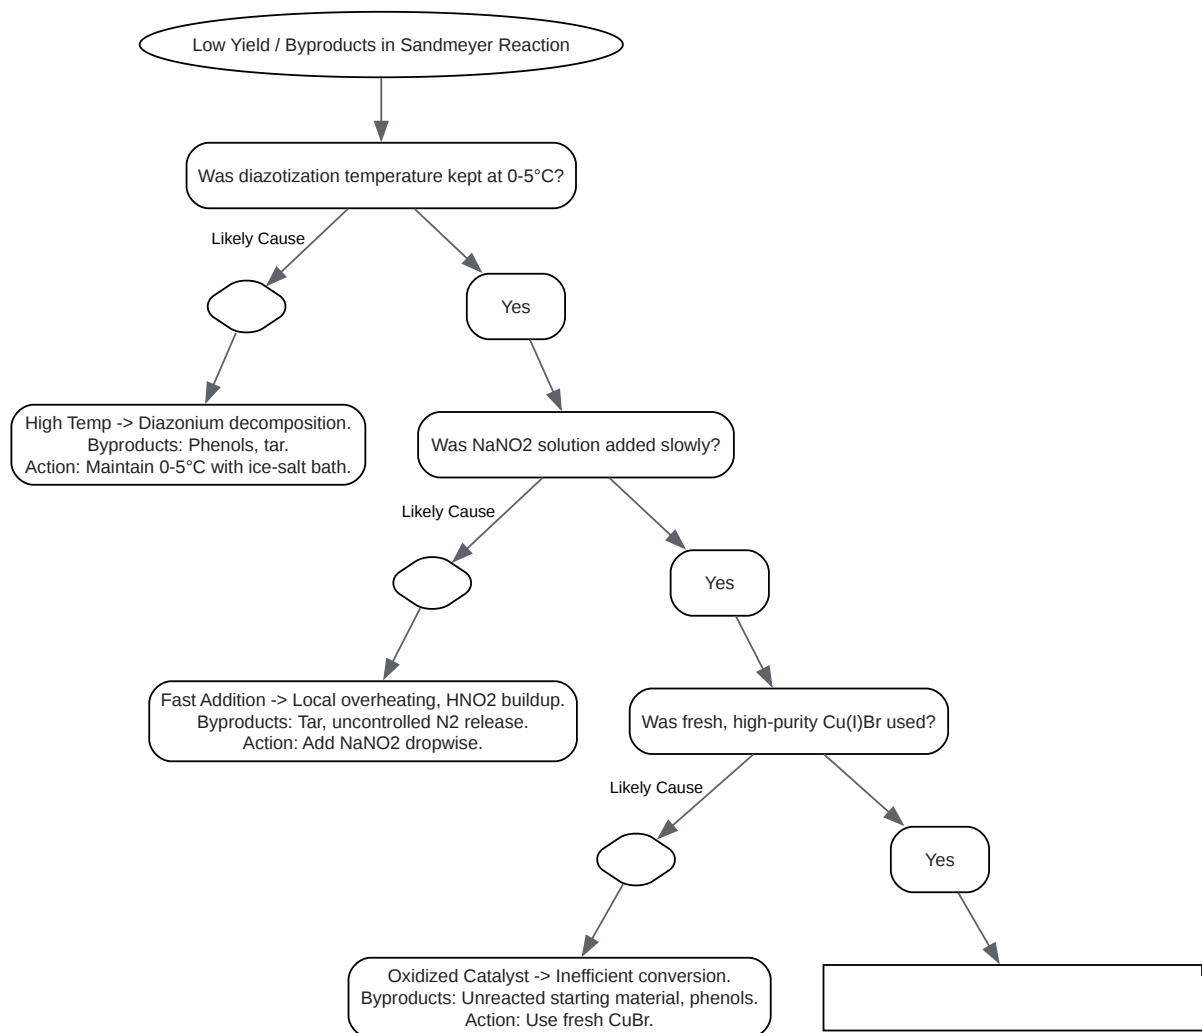 Low Yield / Byproducts in Sandmeyer Reaction
Was diazotization temperature kept at 0-5°C?
Likely Cause
Yes
High Temp -> Diazonium decomposition.
Byproducts: Phenols, tar.
Action: Maintain 0-5°C with ice-salt bath.
Was NaNO2 solution added slowly?
Likely Cause
Yes
Fast Addition -> Local overheating, HNO2 buildup.
Byproducts: Tar, uncontrolled N2 release.
Action: Add NaNO2 dropwise.
Was fresh, high-purity Cu(I)Br used?
Likely Cause
Yes
Oxidized Catalyst -> Inefficient conversion.
Byproducts: Unreacted starting material, phenols.
Action: Use fresh CuBr.